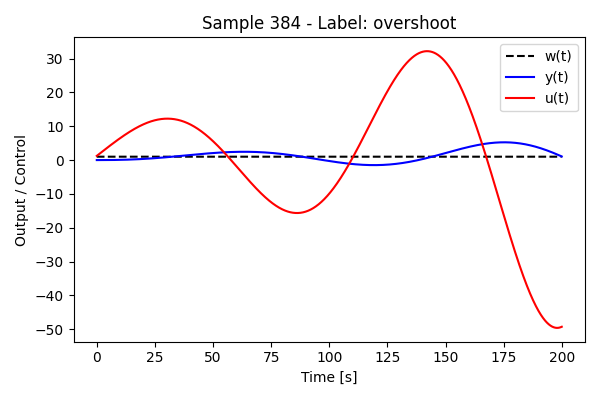 Sample 384 - Label: overshoot
w(t)
y(t)
u(t)
Output / Control
30
20
10
0
−10
−20
−30
−40
−50
0 25 50 75 100 125 150 175 200
Time [s]